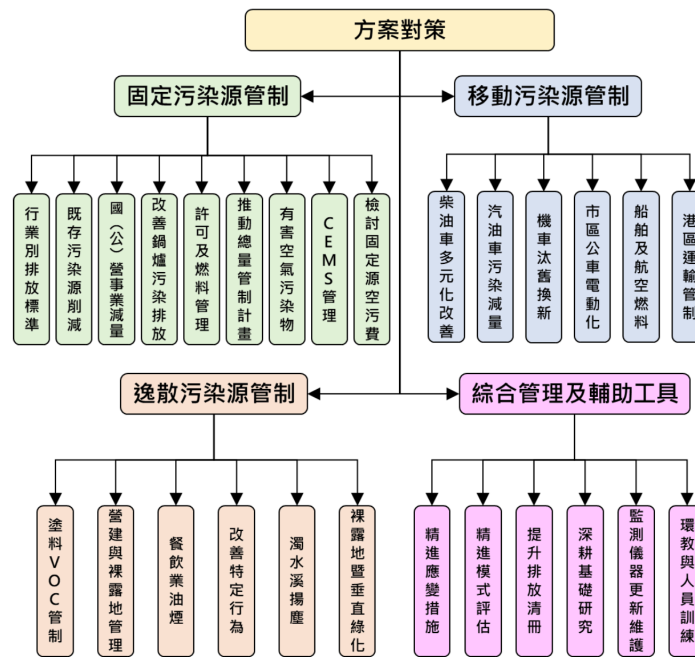 方案對策
固定污染源管制
移動污染源管制
行業別排放標準
既存污染源削減
國（公）營事業減量
改善鍋爐污染排放
許可及燃料管理
推動總量管制計畫
有害空氣污染物
CEMS管理
檢討固定源空污費
柴油車多元化改善
汽油車污染減量
機車汰舊換新
市區公車電動化
船舶及航空燃料
港區運輸管制
逸散污染源管制
綜合管理及輔助工具
塗料VOC管制
營建與裸露地管理
餐飲業油煙
改善特定行為
濁水溪揚塵
裸露地暨垂直綠化
精進應變措施
精進模式評估
提升排放清冊
深耕基礎研究
監測儀器更新維護
環教與人員訓練